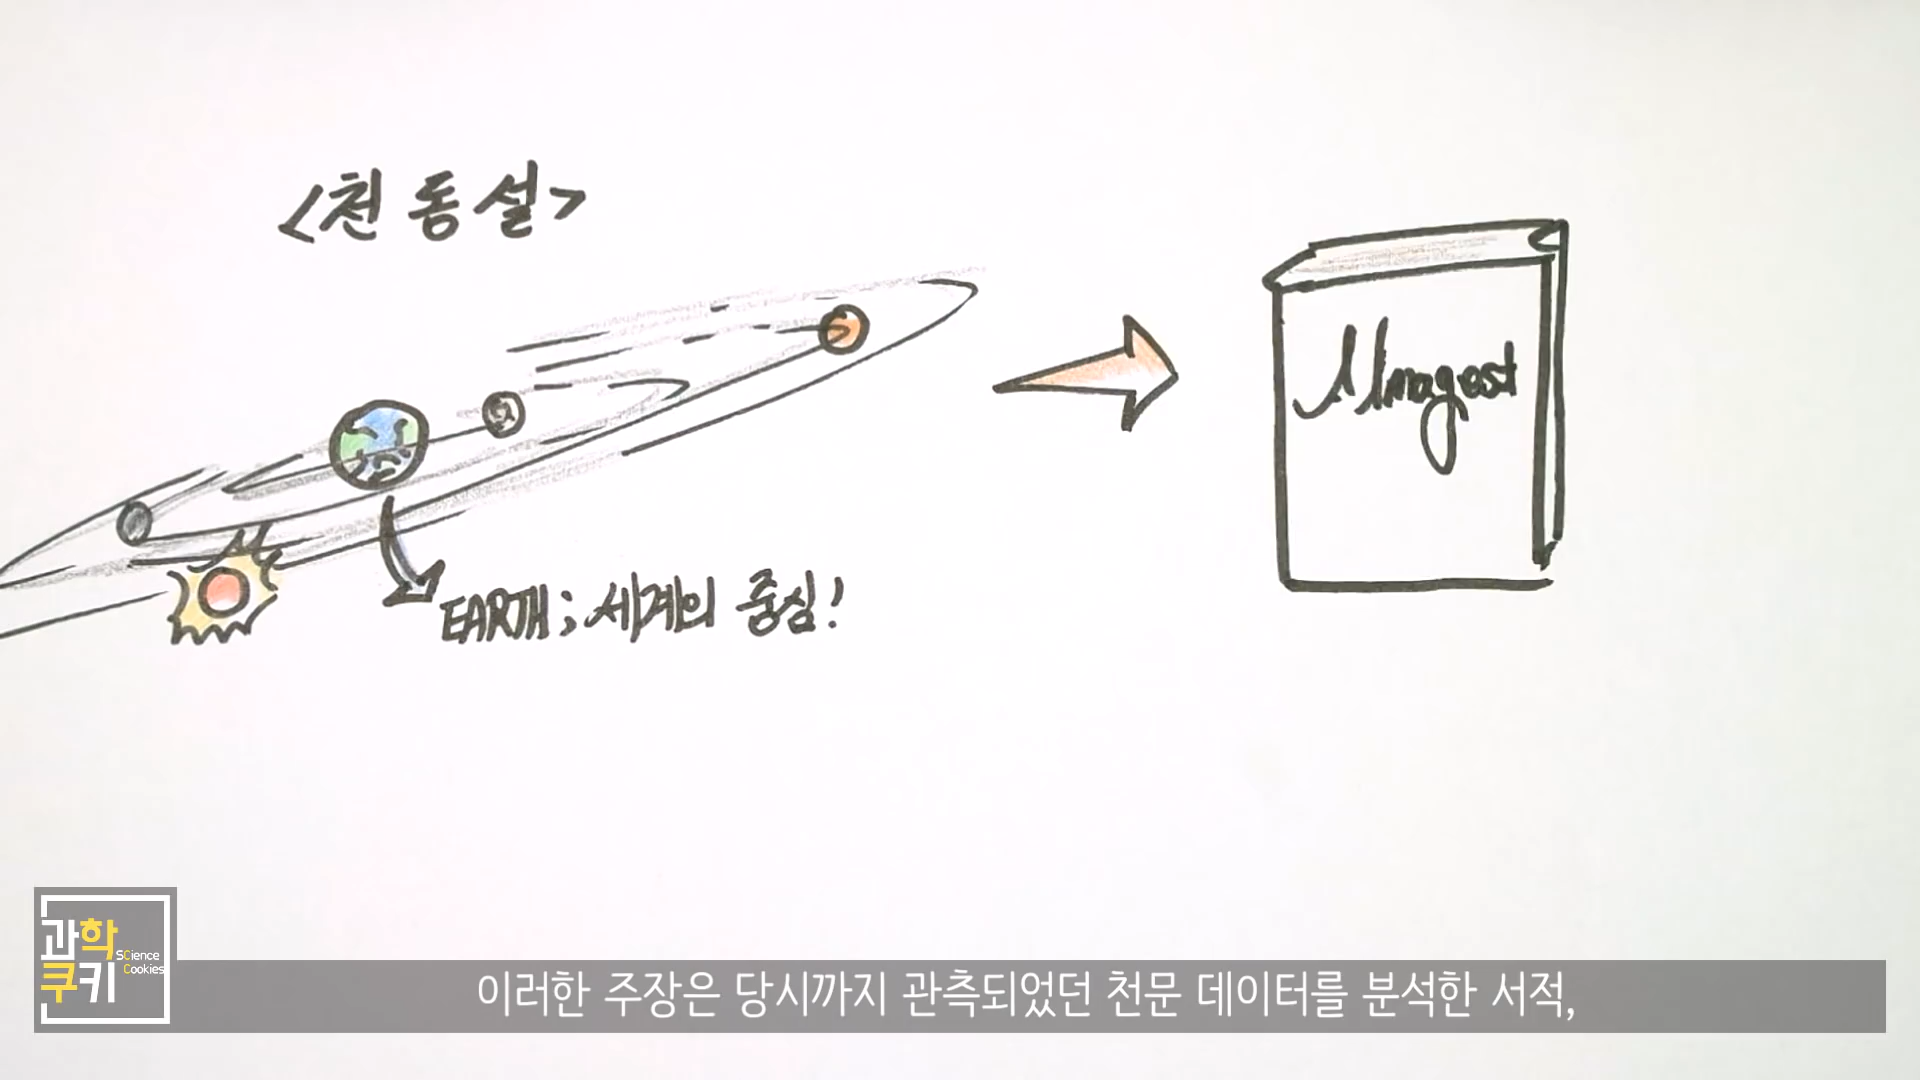 <천동설>
Almagest
EARTH; 세계의 중심!
과학
쿠키
Science
Cookies
이러한 주장은 당시까지 관측되었던 천문 데이터를 분석한 서적,